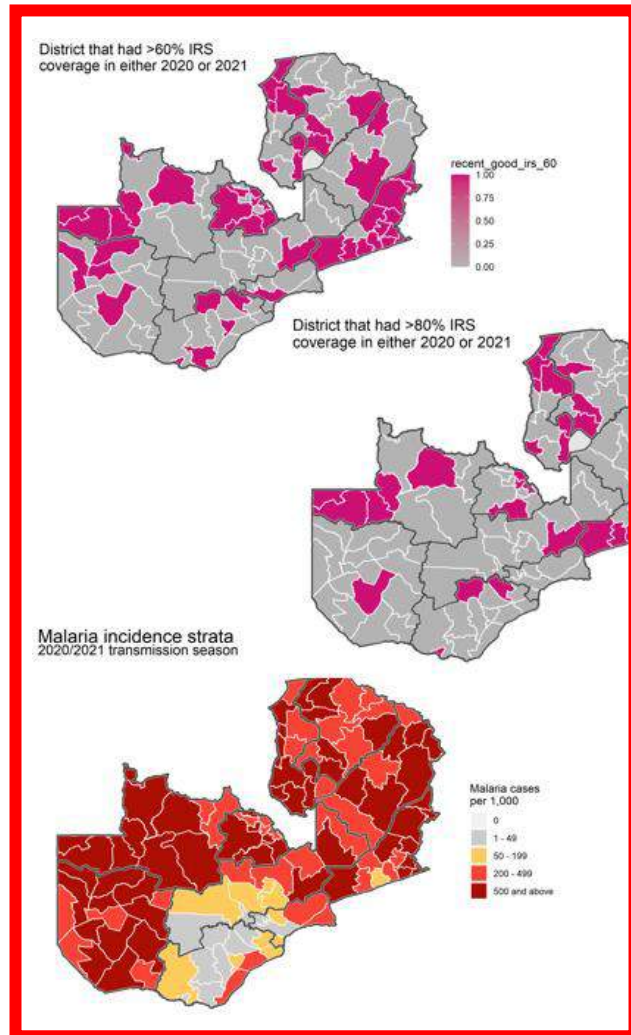 District that had >60% IRS
coverage in either 2020 or 2021
recent_good_irs_60
1.00
0.75
0.50
0.25
0.00
District that had >80% IRS
coverage in either 2020 or 2021
Malaria incidence strata
2020/2021 transmission season
Malaria cases
per 1,000
0
1 - 49
50 - 199
200 - 499
500 and above